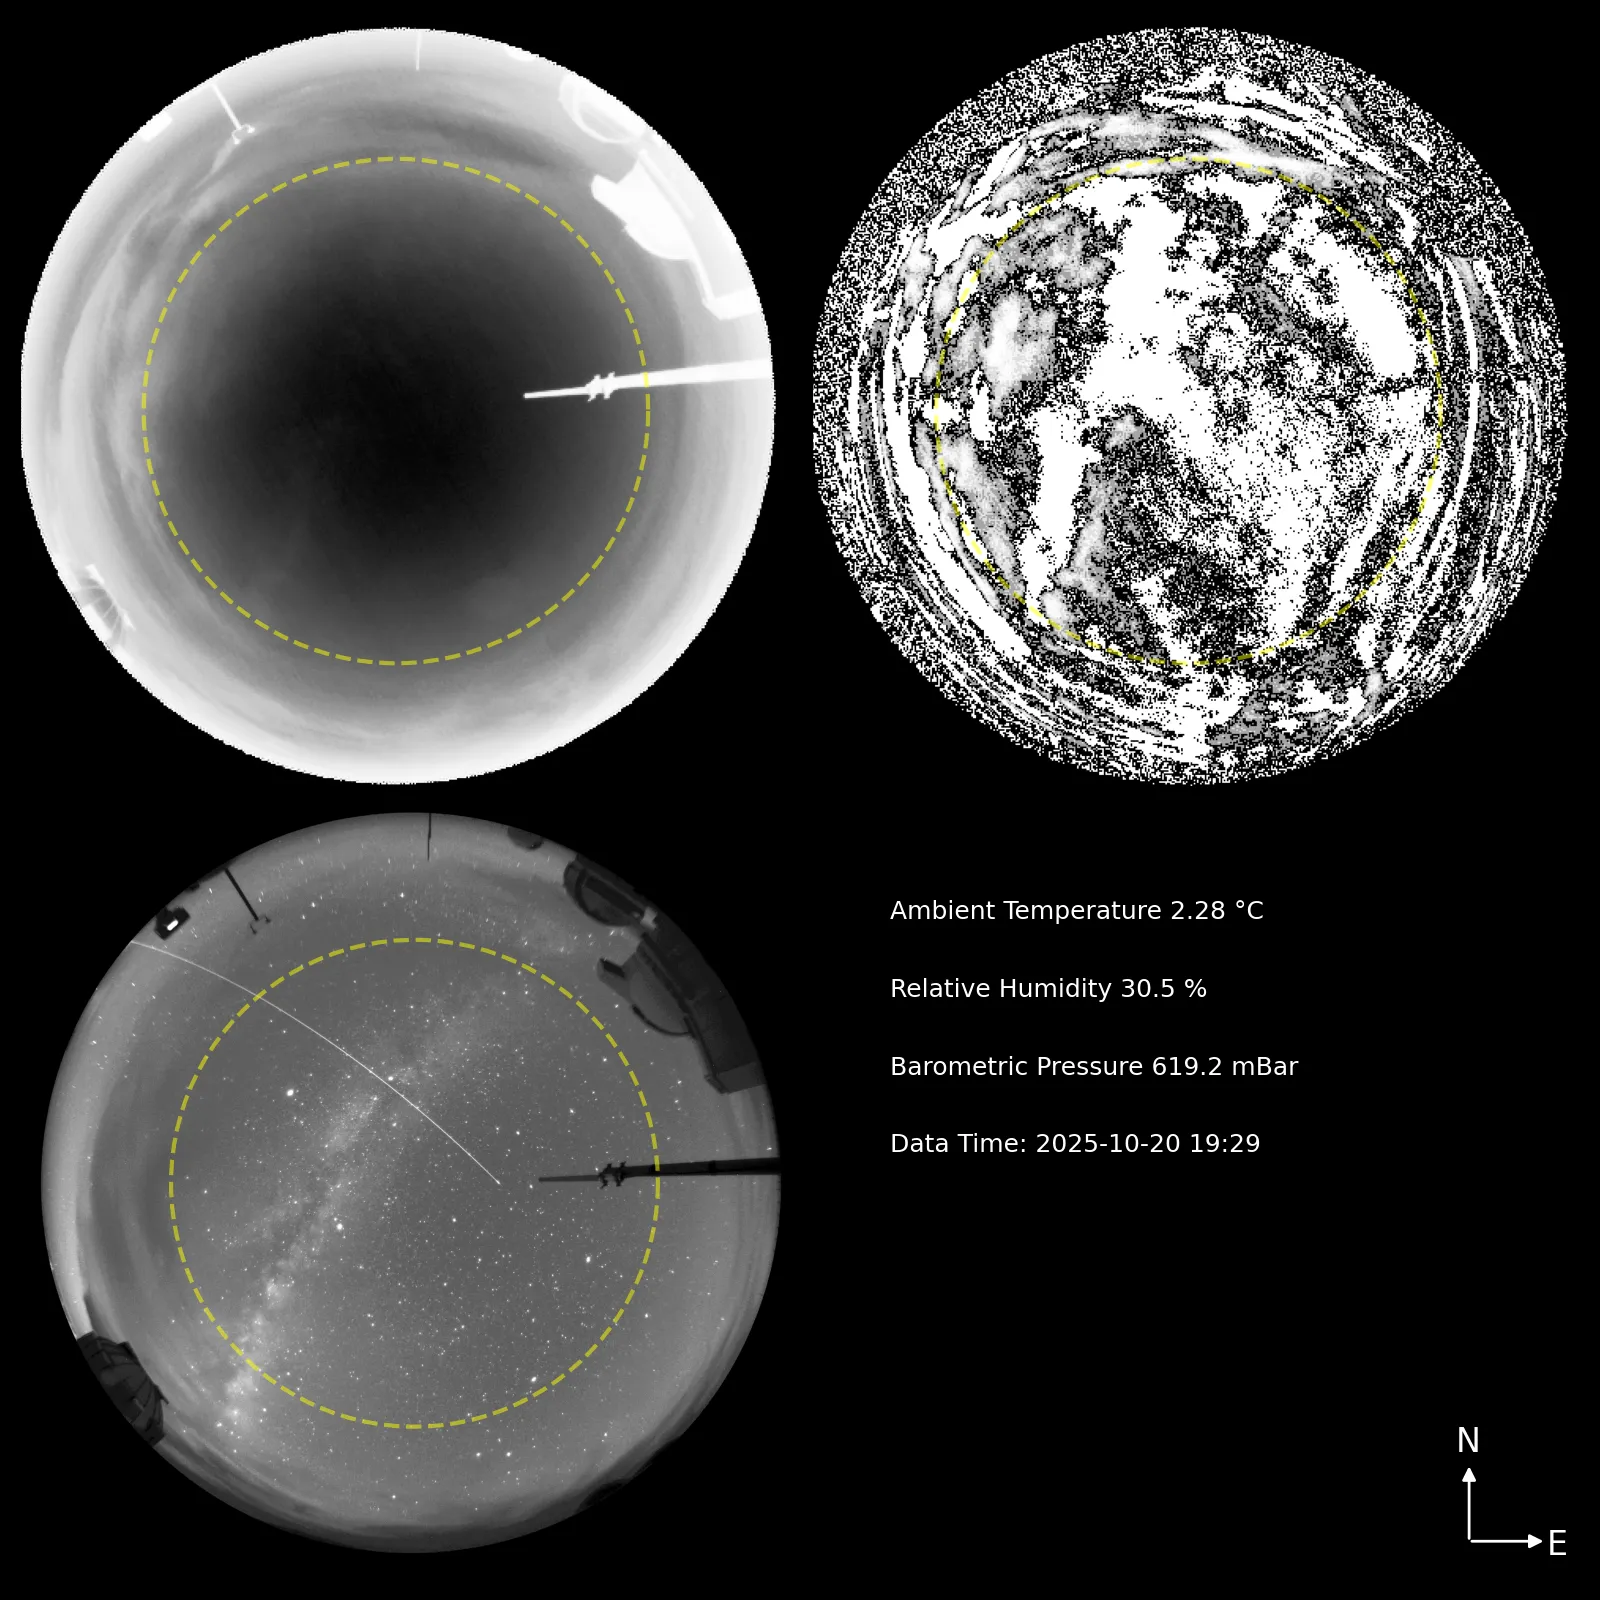 Ambient Temperature 2.28 °C
Relative Humidity 30.5 %
Barometric Pressure 619.2 mBar
Data Time: 2025-10-20 19:29
N
E